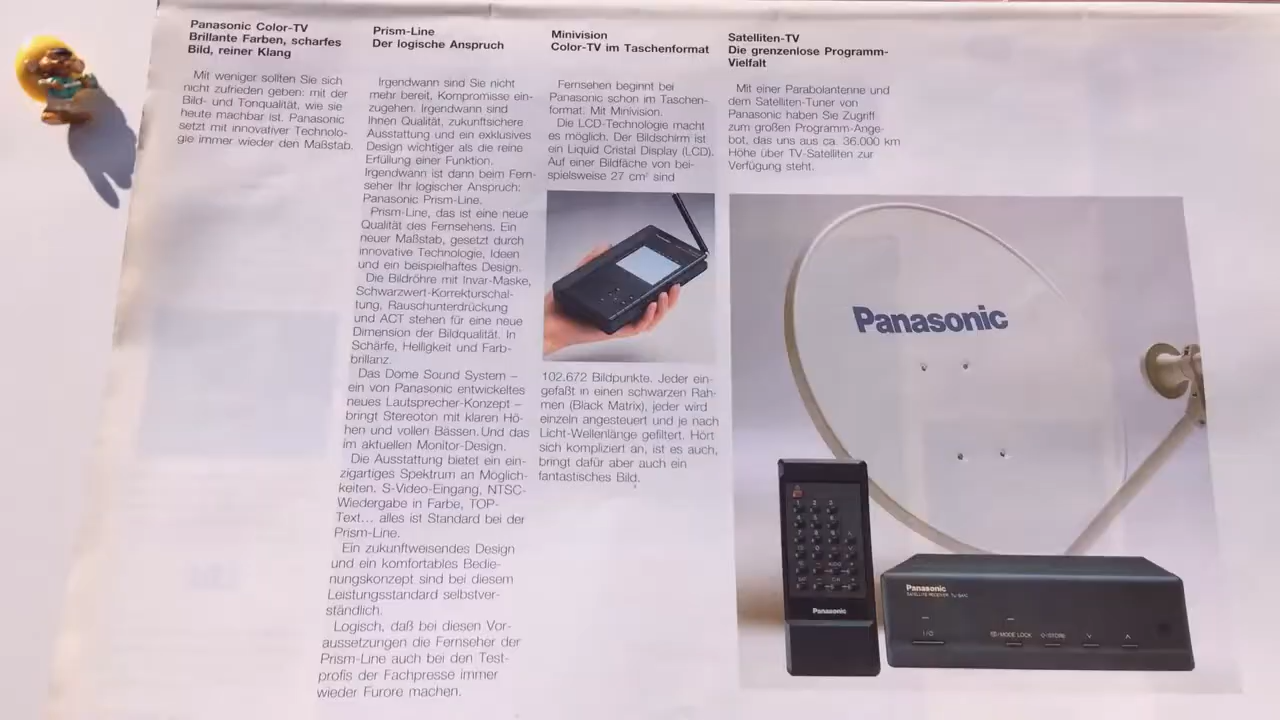 Panasonic Color-TV
Brillante Farben, scharfes
Bild, reiner Klang
Mit weniger sollten Sie sich
nicht zufrieden geben: mit der
Bild- und Tonqualität, wie sie
heute machbar ist. Panasonic
setzt mit innovativer Technolo-
gie immer wieder den Maßstab.
Prism-Line
Der logische Anspruch
Irgendwann sind Sie nicht
mehr bereit, Kompromisse ein-
zugehen. Irgendwann sind
Ihnen Qualität, zukunftsichere
Ausstattung und ein exklusives
Design wichtiger als die reine
Erfüllung einer Funktion.
Irgendwann ist dann beim Fern-
seher Ihr logischer Anspruch:
Panasonic Prism-Line.
Prism-Line, das ist eine neue
Qualität des Fernsehens. Ein
neuer Maßstab, gesetzt durch
innovative Technologie, Ideen
und ein beispielhaftes Design.
Die Bildröhre mit Invar-Maske,
Schwarzwert-Korrekturschal-
tung, Rauschunterdrückung
und ACT stehen für eine neue
Dimension der Bildqualität. In
Schärfe, Helligkeit und Farb-
brillanz.
Das Dome Sound System –
ein von Panasonic entwickeltes
neues Lautsprecher-Konzept –
bringt Stereoton mit klaren Hö-
hen und vollen Bässen. Und das
im aktuellen Monitor-Design.
Die Ausstattung bietet ein ein-
zigartiges Spektrum an Möglich-
keiten. S-Video-Eingang, NTSC-
Wiedergabe in Farbe, TOP-
Text... alles ist Standard bei der
Prism-Line.
Ein zukunftweisendes Design
und ein komfortables Bedie-
nungskonzept sind bei diesem
Leistungsstandard selbstver-
ständlich.
Logisch, daß bei diesen Vor-
aussetzungen die Fernseher der
Prism-Line auch bei den Test-
profis der Fachpresse immer
wieder Furore machen.
Minivision
Color-TV im Taschenformat
Fernsehen beginnt bei
Panasonic schon im Taschen-
format. Mit Minivision.
Die LCD-Technologie macht
es möglich. Der Bildschirm ist
ein Liquid Cristal Display (LCD).
Auf einer Bildfäche von bei-
spielsweise 27 cm² sind
102.672 Bildpunkte. Jeder ein-
gefaßt in einen schwarzen Rah-
men (Black Matrix), jeder wird
einzeln angesteuert und je nach
Licht-Wellenlänge gefiltert. Hört
sich kompliziert an, ist es auch,
bringt dafür aber auch ein
fantastisches Bild.
Satelliten-TV
Die grenzenlose Programm-
Vielfalt
Mit einer Parabolantenne und
dem Satelliten-Tuner von
Panasonic haben Sie Zugriff
zum großen Programm-Ange-
bot, das uns aus ca. 36.000 km
Höhe über TV-Satelliten zur
Verfügung steht.
Panasonic
Panasonic
Panasonic
SATELLITE RECEIVER
I/O
/MODE LOCK
/STORE